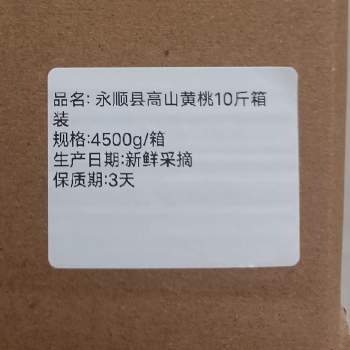 品名: 永顺县高山黄桃10斤箱
装
规格:4500g/箱
生产日期:新鲜采摘
保质期:3天